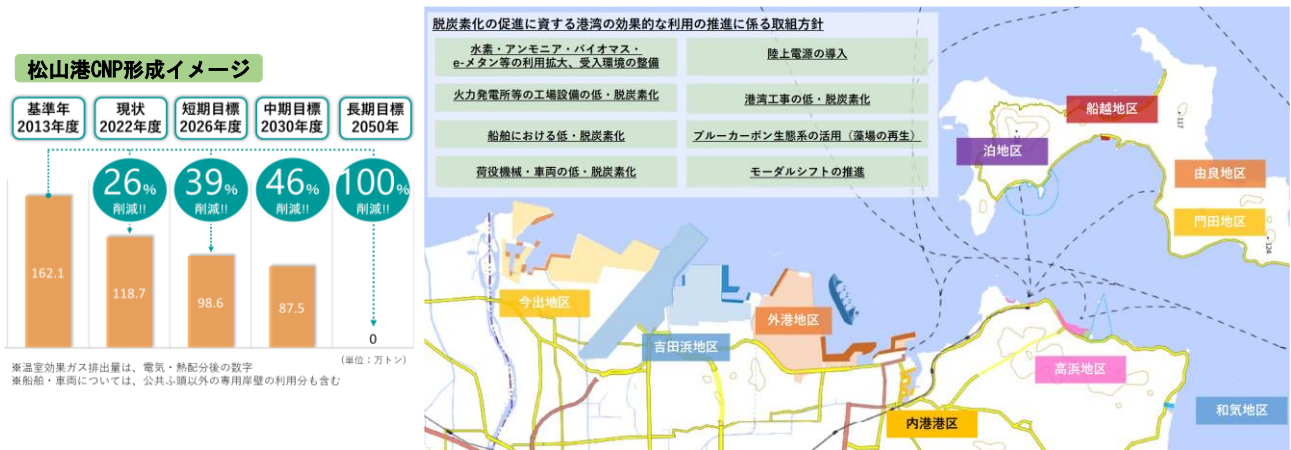 松山港CNP形成イメージ
基準年
2013年度
現状
2022年度
短期目標
2026年度
中期目標
2030年度
長期目標
2050年
26%
削減!!
39%
削減!!
46%
削減!!
100%
削減!!
162.1
118.7
98.6
87.5
0
(単位：万トン)
※温室効果ガス排出量は、電気・熱配分後の数字
※船舶・車両については、公共ふ頭以外の専用岸壁の利用分も含む
脱炭素化の促進に資する港湾の効果的な利用の推進に係る取組方針
水素・アンモニア・バイオマス・
e-メタン等の利用拡大、受入環境の整備
陸上電源の導入
火力発電所等の工場設備の低・脱炭素化
港湾工事の低・脱炭素化
船舶における低・脱炭素化
ブルーカーボン生態系の活用（藻場の再生）
荷役機械・車両の低・脱炭素化
モーダルシフトの推進
船越地区
泊地区
由良地区
門田地区
今出地区
外港地区
吉田浜地区
高浜地区
内港港区
和気地区